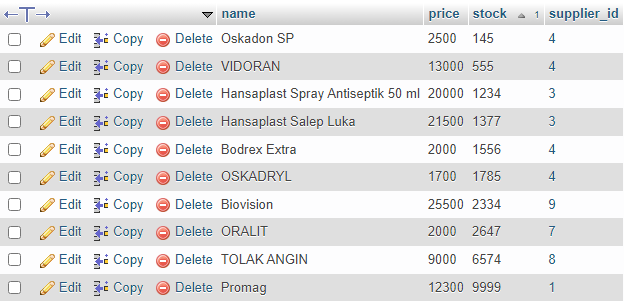 name price stock 1 supplier_id
Edit Copy Delete Oskadon SP 2500 145 4
Edit Copy Delete VIDORAN 13000 555 4
Edit Copy Delete Hansaplast Spray Antiseptik 50 ml 20000 1234 3
Edit Copy Delete Hansaplast Salep Luka 21500 1377 3
Edit Copy Delete Bodrex Extra 2000 1556 4
Edit Copy Delete OSKADRYL 1700 1785 4
Edit Copy Delete Biovision 25500 2334 9
Edit Copy Delete ORALIT 2000 2647 7
Edit Copy Delete TOLAK ANGIN 9000 6574 8
Edit Copy Delete Promag 12300 9999 1